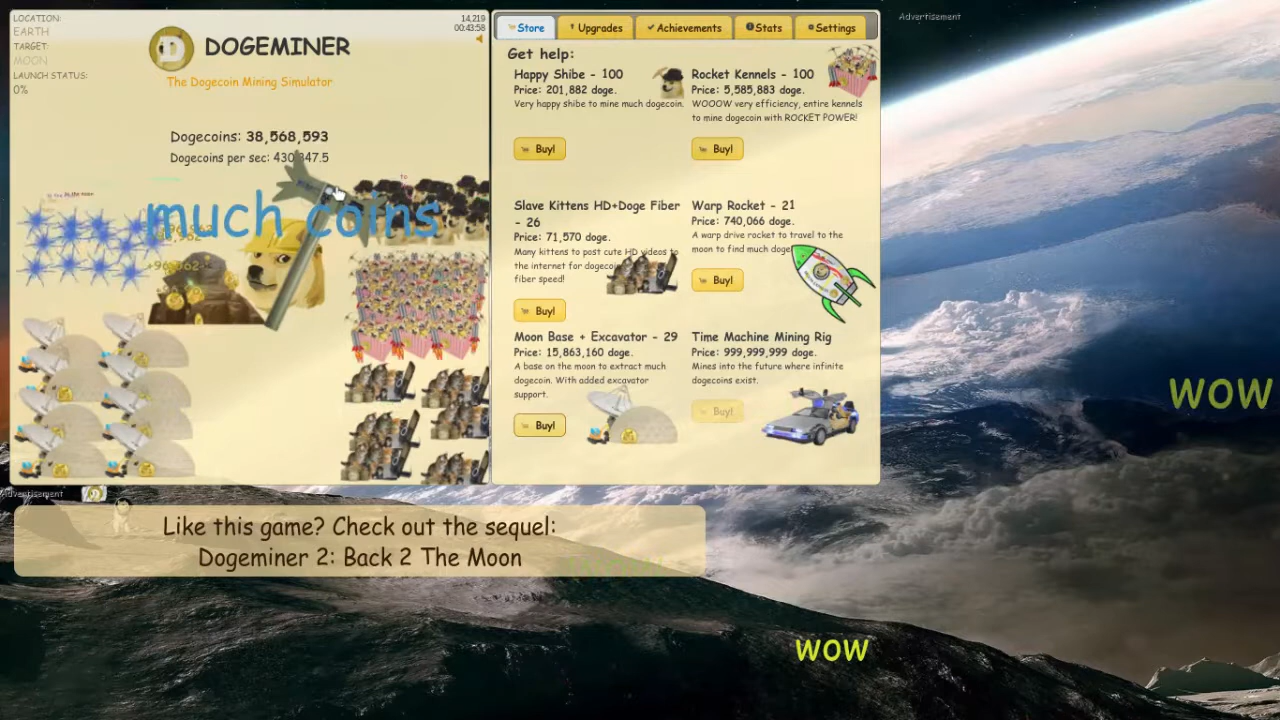 LOCATION:
EARTH
TARGET:
MOON
LAUNCH STATUS:
0%
14,219
00:43:58
DOGEMINER
The Dogecoin Mining Simulator
Dogecoins: 38,568,593
Dogecoins per sec:
much coins
Store
Upgrades
Achievements
Stats
Settings
Get help:
Happy Shibe - 100
Price: 201,882 doge.
Very happy shibe to mine much dogecoin.
Buy!
Rocket Kennels - 100
Price: 5,585,883 doge.
WOOOW very efficiency, entire kennels
to mine dogecoin with ROCKET POWER!
Buy!
Slave Kittens HD+Doge Fiber
- 26
Price: 71,570 doge.
Many kittens to post cute HD videos to
the internet for dogecoin
fiber speed!
Buy!
Warp Rocket - 21
Price: 740,066 doge.
A warp drive rocket to travel to the
moon to find much doge
Buy!
Moon Base + Excavator - 29
Price: 15,863,160 doge.
A base on the moon to extract much
dogecoin. With added excavator
support.
Buy!
Time Machine Mining Rig
Price: 999,999,999 doge.
Mines into the future where infinite
dogecoins exist.
Buy!
Advertisement
wow
Advertisement
Like this game? Check out the sequel:
Dogeminer 2: Back 2 The Moon
wow